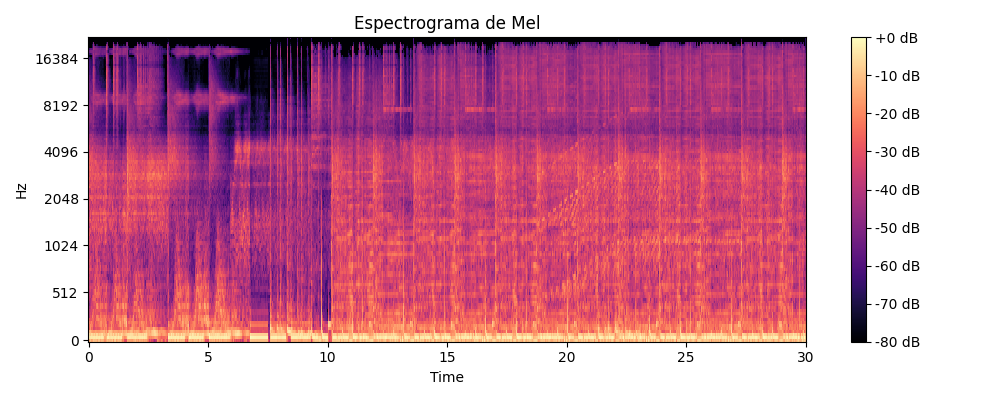 Espectrograma de Mel
Hz
16384
8192
4096
2048
1024
512
0
0 5 10 15 20 25 30
Time
+0 dB
-10 dB
-20 dB
-30 dB
-40 dB
-50 dB
-60 dB
-70 dB
-80 dB